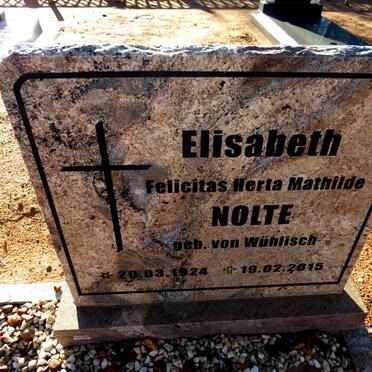 Elisabeth
Felicitas Herta Mathilde
NOLTE
geb. von Wühlisch
* 20.03.1924 ✝ 19.02.2015